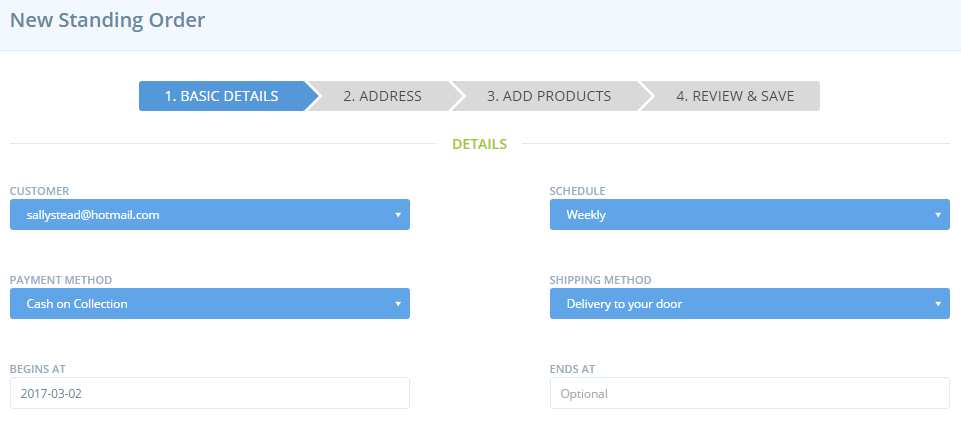 New Standing Order
1. BASIC DETAILS 2. ADDRESS 3. ADD PRODUCTS 4. REVIEW & SAVE
DETAILS
CUSTOMER SCHEDULE
sallystead@hotmail.com Weekly
PAYMENT METHOD SHIPPING METHOD
Cash on Collection Delivery to your door
BEGINS AT ENDS AT
2017-03-02 Optional